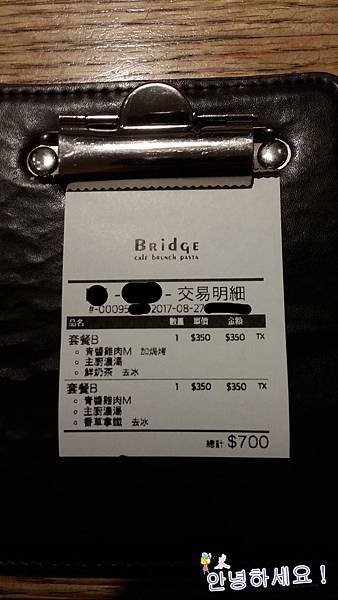 BRIDGE
café brunch pasta
- - 交易明細
#-00095 2017-08-27
品名 數量 單價 金額
套餐B 1 $350 $350 TX
青醬雞肉M 加焗烤
主廚濃湯
鮮奶茶 去冰
套餐B 1 $350 $350 TX
青醬雞肉M
主廚濃湯
香草拿鐵 去冰
總計 $700
안녕하세요!